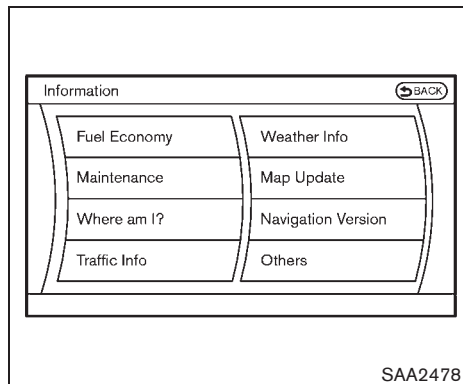 Information
BACK
Fuel Economy
Weather Info
Maintenance
Map Update
Where am I?
Navigation Version
Traffic Info
Others
SAA2478